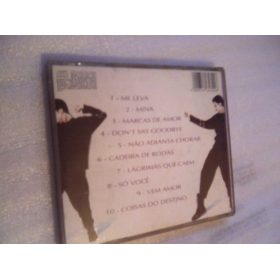 1 - ME LEVA
2 - MINA
3 - MARCAS DE AMOR
4 - DON'T SAY GOODBYE
5 - NÃO ADIANTA CHORAR
6 - CADEIRA DE RODAS
7 - LÁGRIMAS QUE CAEM
8 - SÓ VOCÊ
9 - VEM AMOR
10 - COISAS DO DESTINO